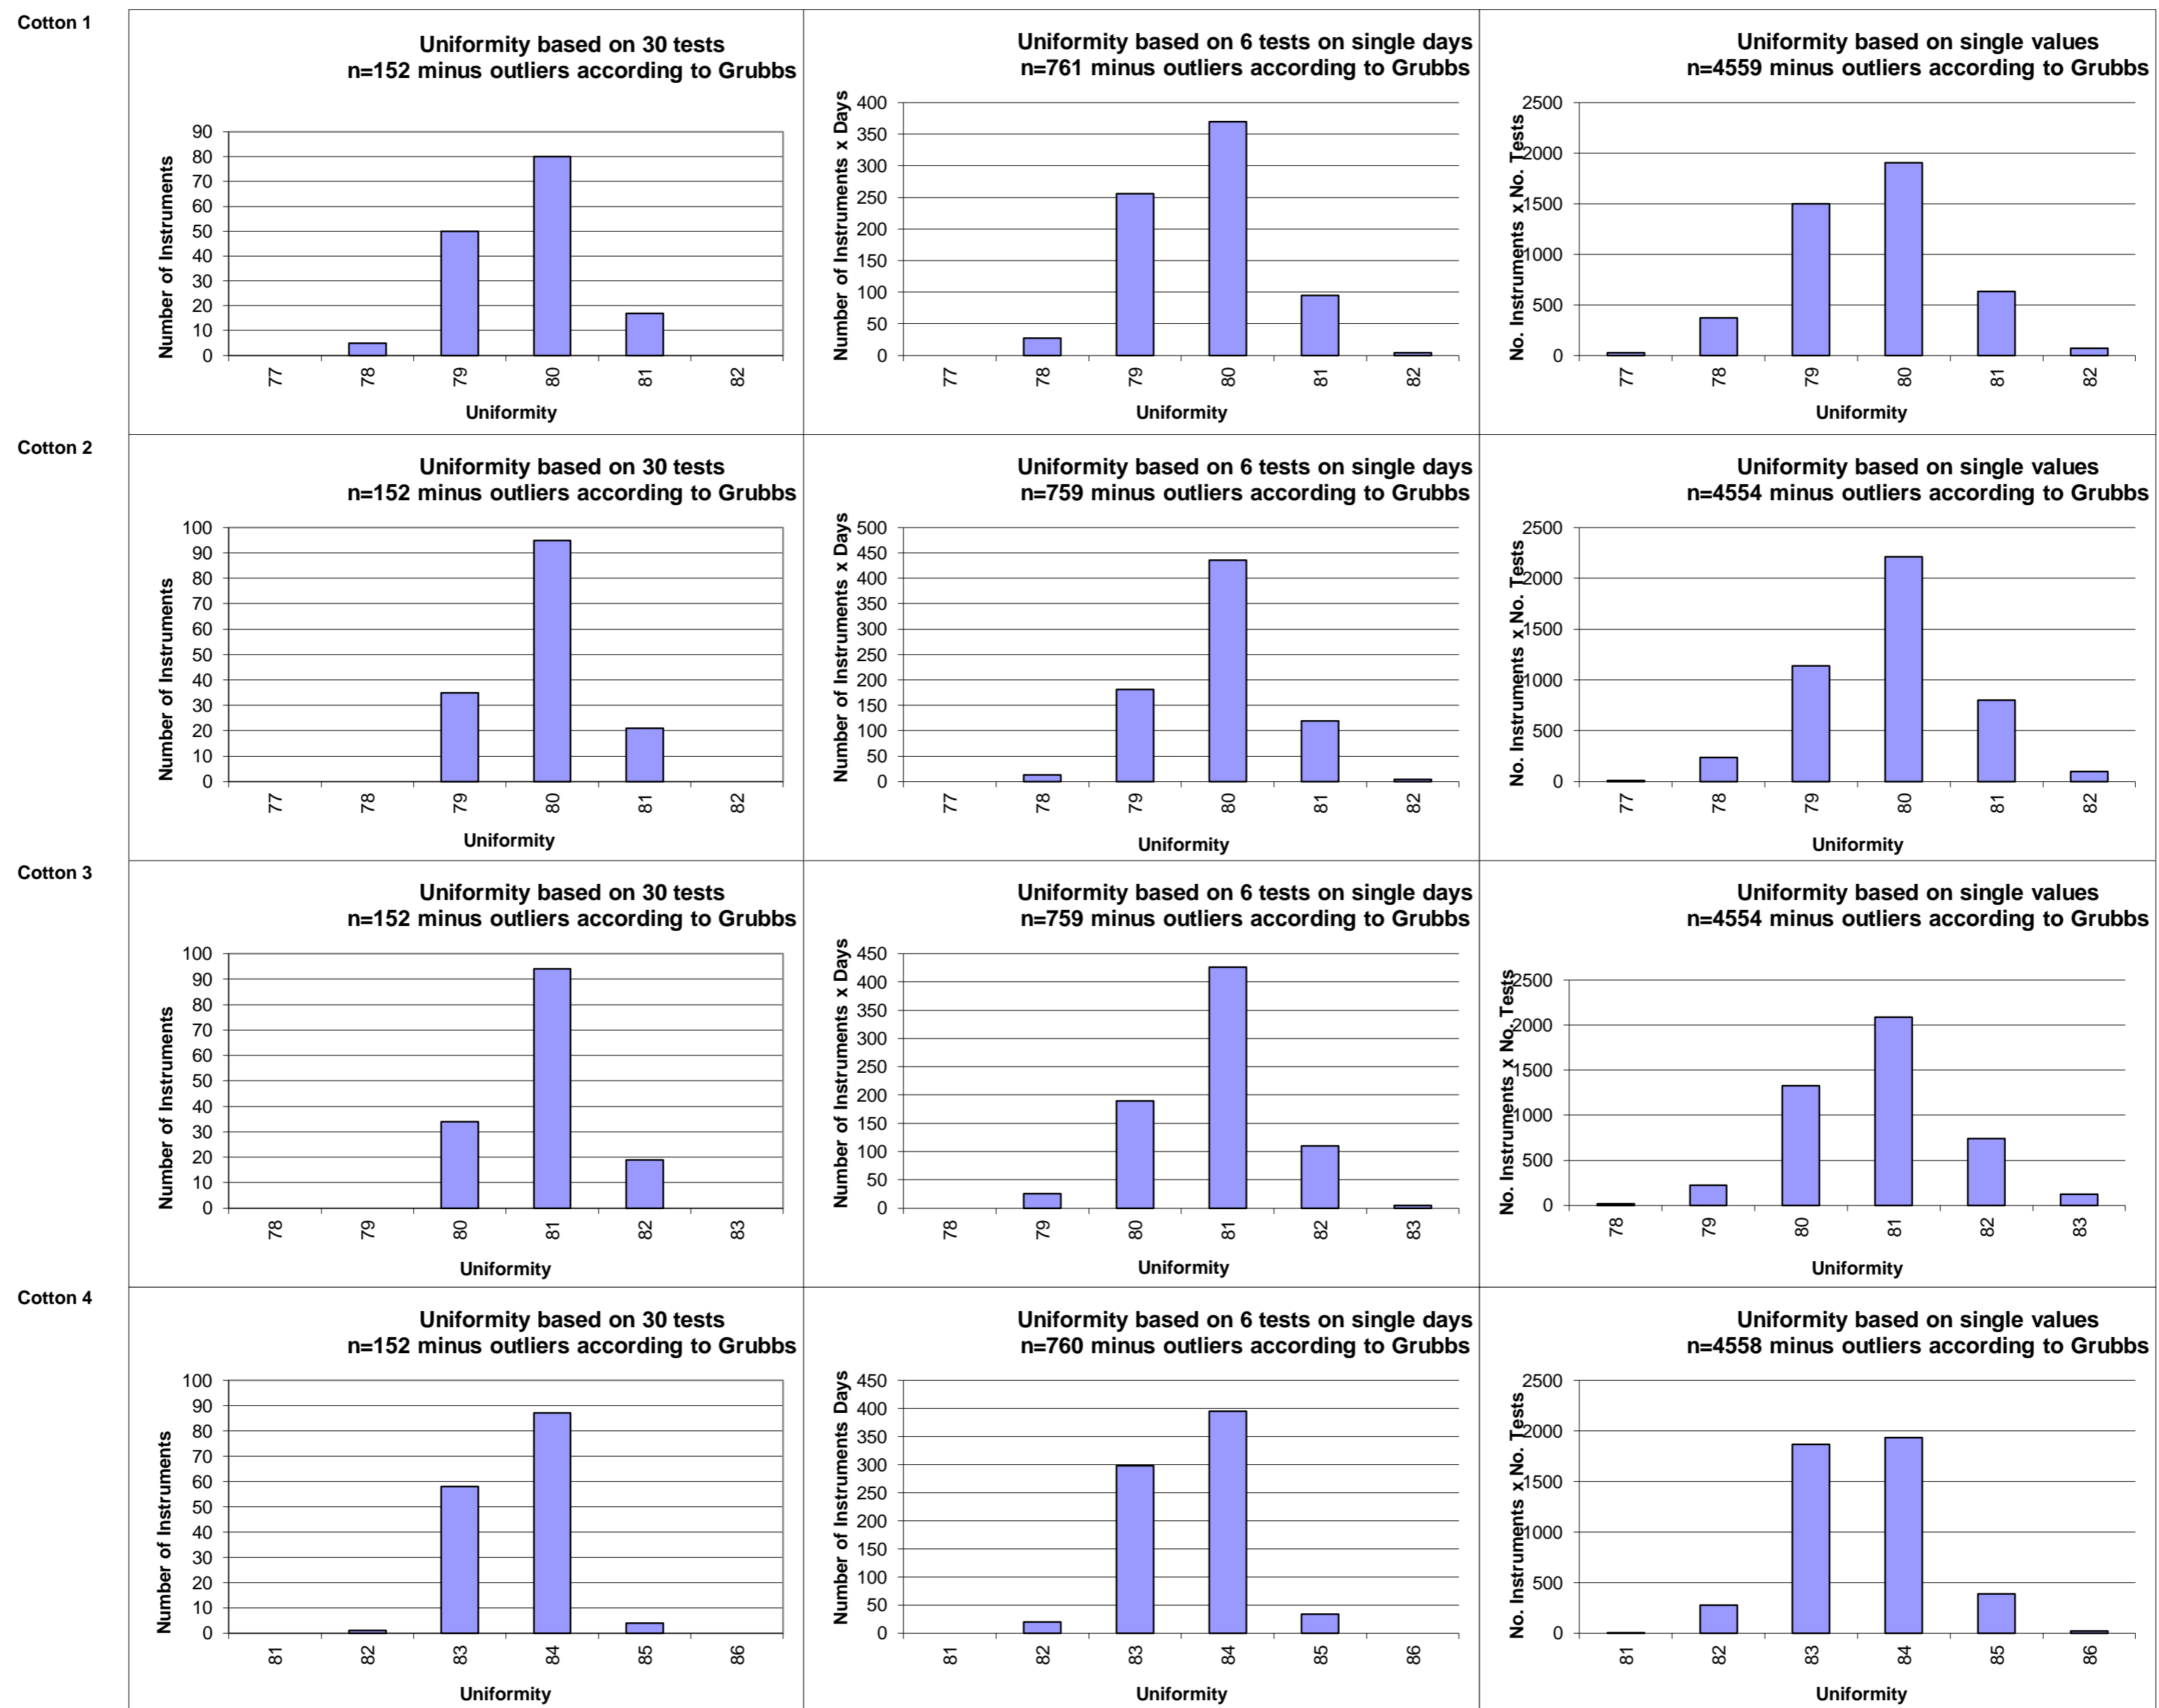 Cotton 1
Uniformity based on 30 tests
n=152 minus outliers according to Grubbs
Number of Instruments
90
80
70
60
50
40
30
20
10
0
77 78 79 80 81 82
Uniformity
Uniformity based on 6 tests on single days
n=761 minus outliers according to Grubbs
Number of Instruments x Days
400
350
300
250
200
150
100
50
0
77 78 79 80 81 82
Uniformity
Uniformity based on single values
n=4559 minus outliers according to Grubbs
No. Instruments x No. Tests
2500
2000
1500
1000
500
0
77 78 79 80 81 82
Uniformity
Cotton 2
Uniformity based on 30 tests
n=152 minus outliers according to Grubbs
Number of Instruments
100
90
80
70
60
50
40
30
20
10
0
77 78 79 80 81 82
Uniformity
Uniformity based on 6 tests on single days
n=759 minus outliers according to Grubbs
Number of Instruments x Days
500
450
400
350
300
250
200
150
100
50
0
77 78 79 80 81 82
Uniformity
Uniformity based on single values
n=4554 minus outliers according to Grubbs
No. Instruments x No. Tests
2500
2000
1500
1000
500
0
77 78 79 80 81 82
Uniformity
Cotton 3
Uniformity based on 30 tests
n=152 minus outliers according to Grubbs
Number of Instruments
100
90
80
70
60
50
40
30
20
10
0
78 79 80 81 82 83
Uniformity
Uniformity based on 6 tests on single days
n=759 minus outliers according to Grubbs
Number of Instruments x Days
450
400
350
300
250
200
150
100
50
0
78 79 80 81 82 83
Uniformity
Uniformity based on single values
n=4554 minus outliers according to Grubbs
No. Instruments x No. Tests
2500
2000
1500
1000
500
0
78 79 80 81 82 83
Uniformity
Cotton 4
Uniformity based on 30 tests
n=152 minus outliers according to Grubbs
Number of Instruments
100
90
80
70
60
50
40
30
20
10
0
81 82 83 84 85 86
Uniformity
Uniformity based on 6 tests on single days
n=760 minus outliers according to Grubbs
Number of Instruments Days
450
400
350
300
250
200
150
100
50
0
81 82 83 84 85 86
Uniformity
Uniformity based on single values
n=4558 minus outliers according to Grubbs
No. Instruments x No. Tests
2500
2000
1500
1000
500
0
81 82 83 84 85 86
Uniformity